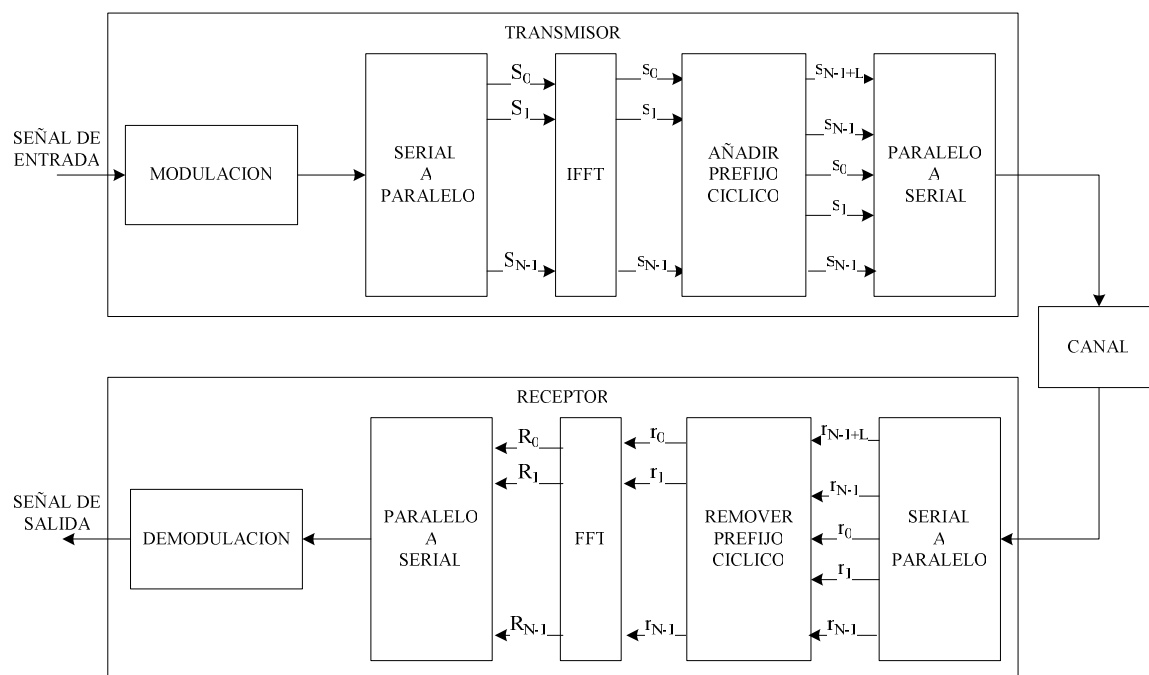 TRANSMISOR
SEÑAL DE
ENTRADA
MODULACION
SERIAL
A
PARALELO
S0
S1
SN-1
IFFT
s0
s1
sN-1
AÑADIR
PREFIJO
CICLICO
sN-1+L
sN-1
s0
s1
sN-1
PARALELO
A
SERIAL
CANAL
RECEPTOR
SEÑAL DE
SALIDA
DEMODULACION
PARALELO
A
SERIAL
R0
R1
RN-1
FFT
r0
r1
rN-1
REMOVER
PREFIJO
CICLICO
rN-1+L
rN-1
r0
r1
rN-1
SERIAL
A
PARALELO